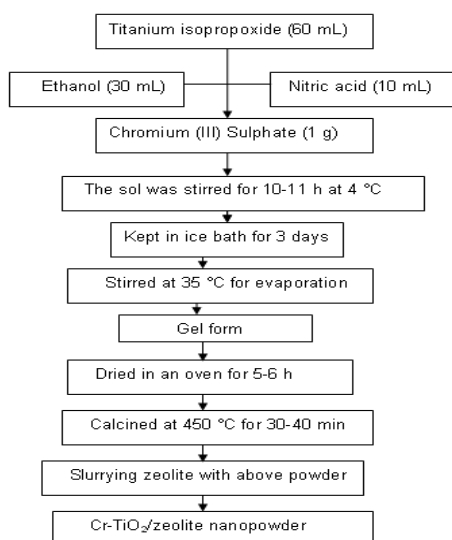 Titanium isopropoxide (60 mL)
Ethanol (30 mL)
Nitric acid (10 mL)
Chromium (III) Sulphate (1 g)
The sol was stirred for 10-11 h at 4 °C
Kept in ice bath for 3 days
Stirred at 35 °C for evaporation
Gel form
Dried in an oven for 5-6 h
Calcined at 450 °C for 30-40 min
Slurrying zeolite with above powder
Cr-TiO₂/zeolite nanopowder